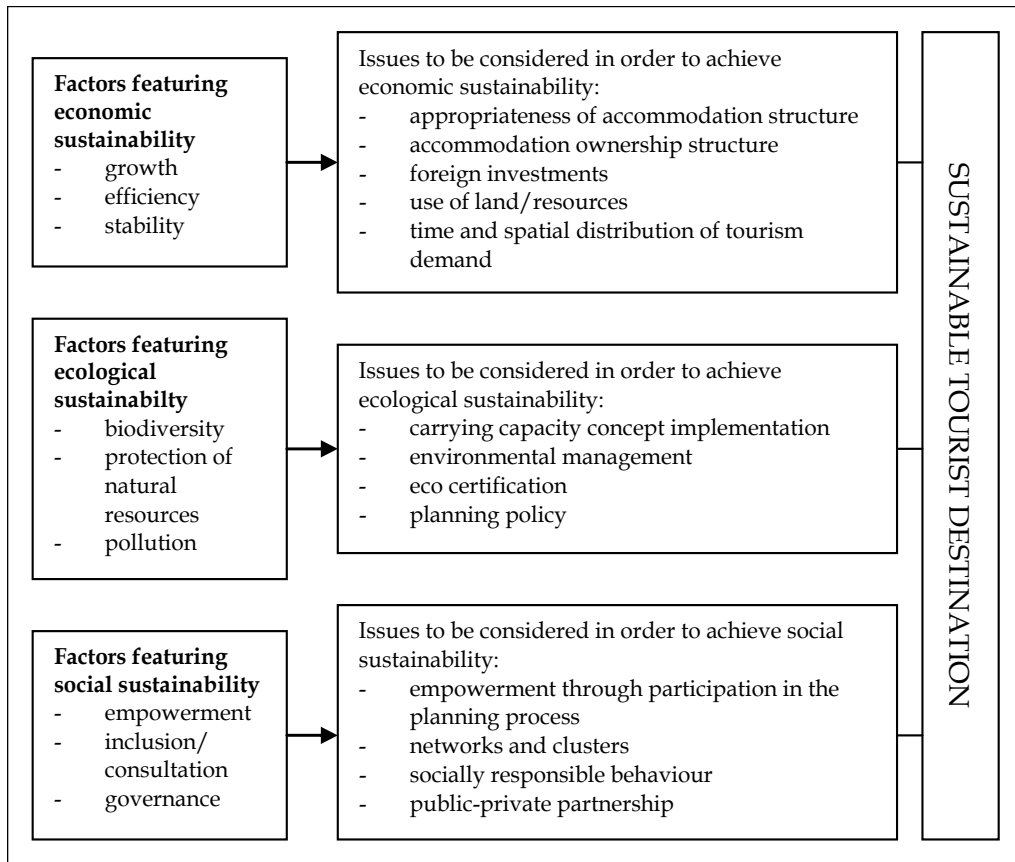 Factors featuring
economic
sustainability
- growth
- efficiency
- stability
Issues to be considered in order to achieve
economic sustainability:
- appropriateness of accommodation structure
- accommodation ownership structure
- foreign investments
- use of land/resources
- time and spatial distribution of tourism
demand
Factors featuring
ecological
sustainabilty
- biodiversity
- protection of
natural
resources
- pollution
Issues to be considered in order to achieve
ecological sustainability:
- carrying capacity concept implementation
- environmental management
- eco certification
- planning policy
Factors featuring
social sustainability
- empowerment
- inclusion/
consultation
- governance
Issues to be considered in order to achieve social
sustainability:
- empowerment through participation in the
planning process
- networks and clusters
- socially responsible behaviour
- public-private partnership
SUSTAINABLE TOURIST DESTINATION